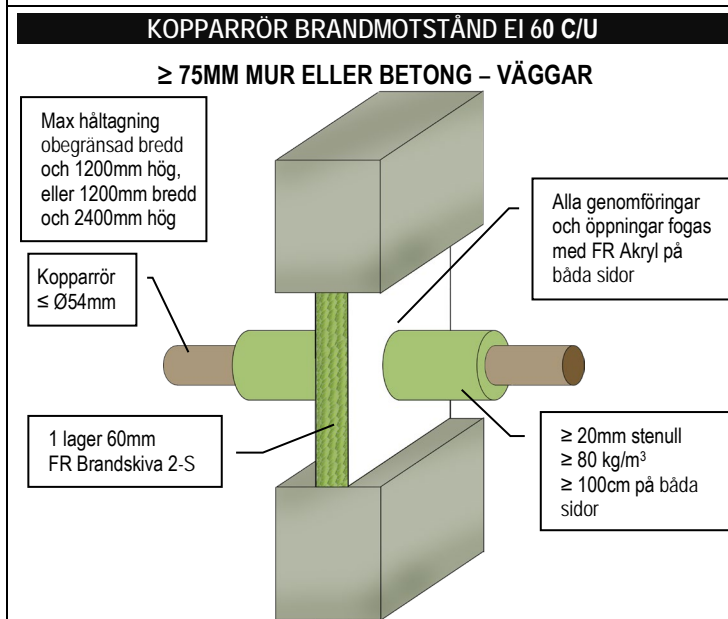 KOPPARRÖR BRANDMOTSTÅND EI 60 C/U
≥ 75MM MUR ELLER BETONG – VÄGGAR
Max håltagning
obegränsad bredd
och 1200mm hög,
eller 1200mm bredd
och 2400mm hög
Alla genomföringar
och öppningar fogas
med FR Akryl på
båda sidor
Kopparrör
≤ Ø54mm
1 lager 60mm
FR Brandskiva 2-S
≥ 20mm stenull
≥ 80 kg/m³
≥ 100cm på båda
sidor